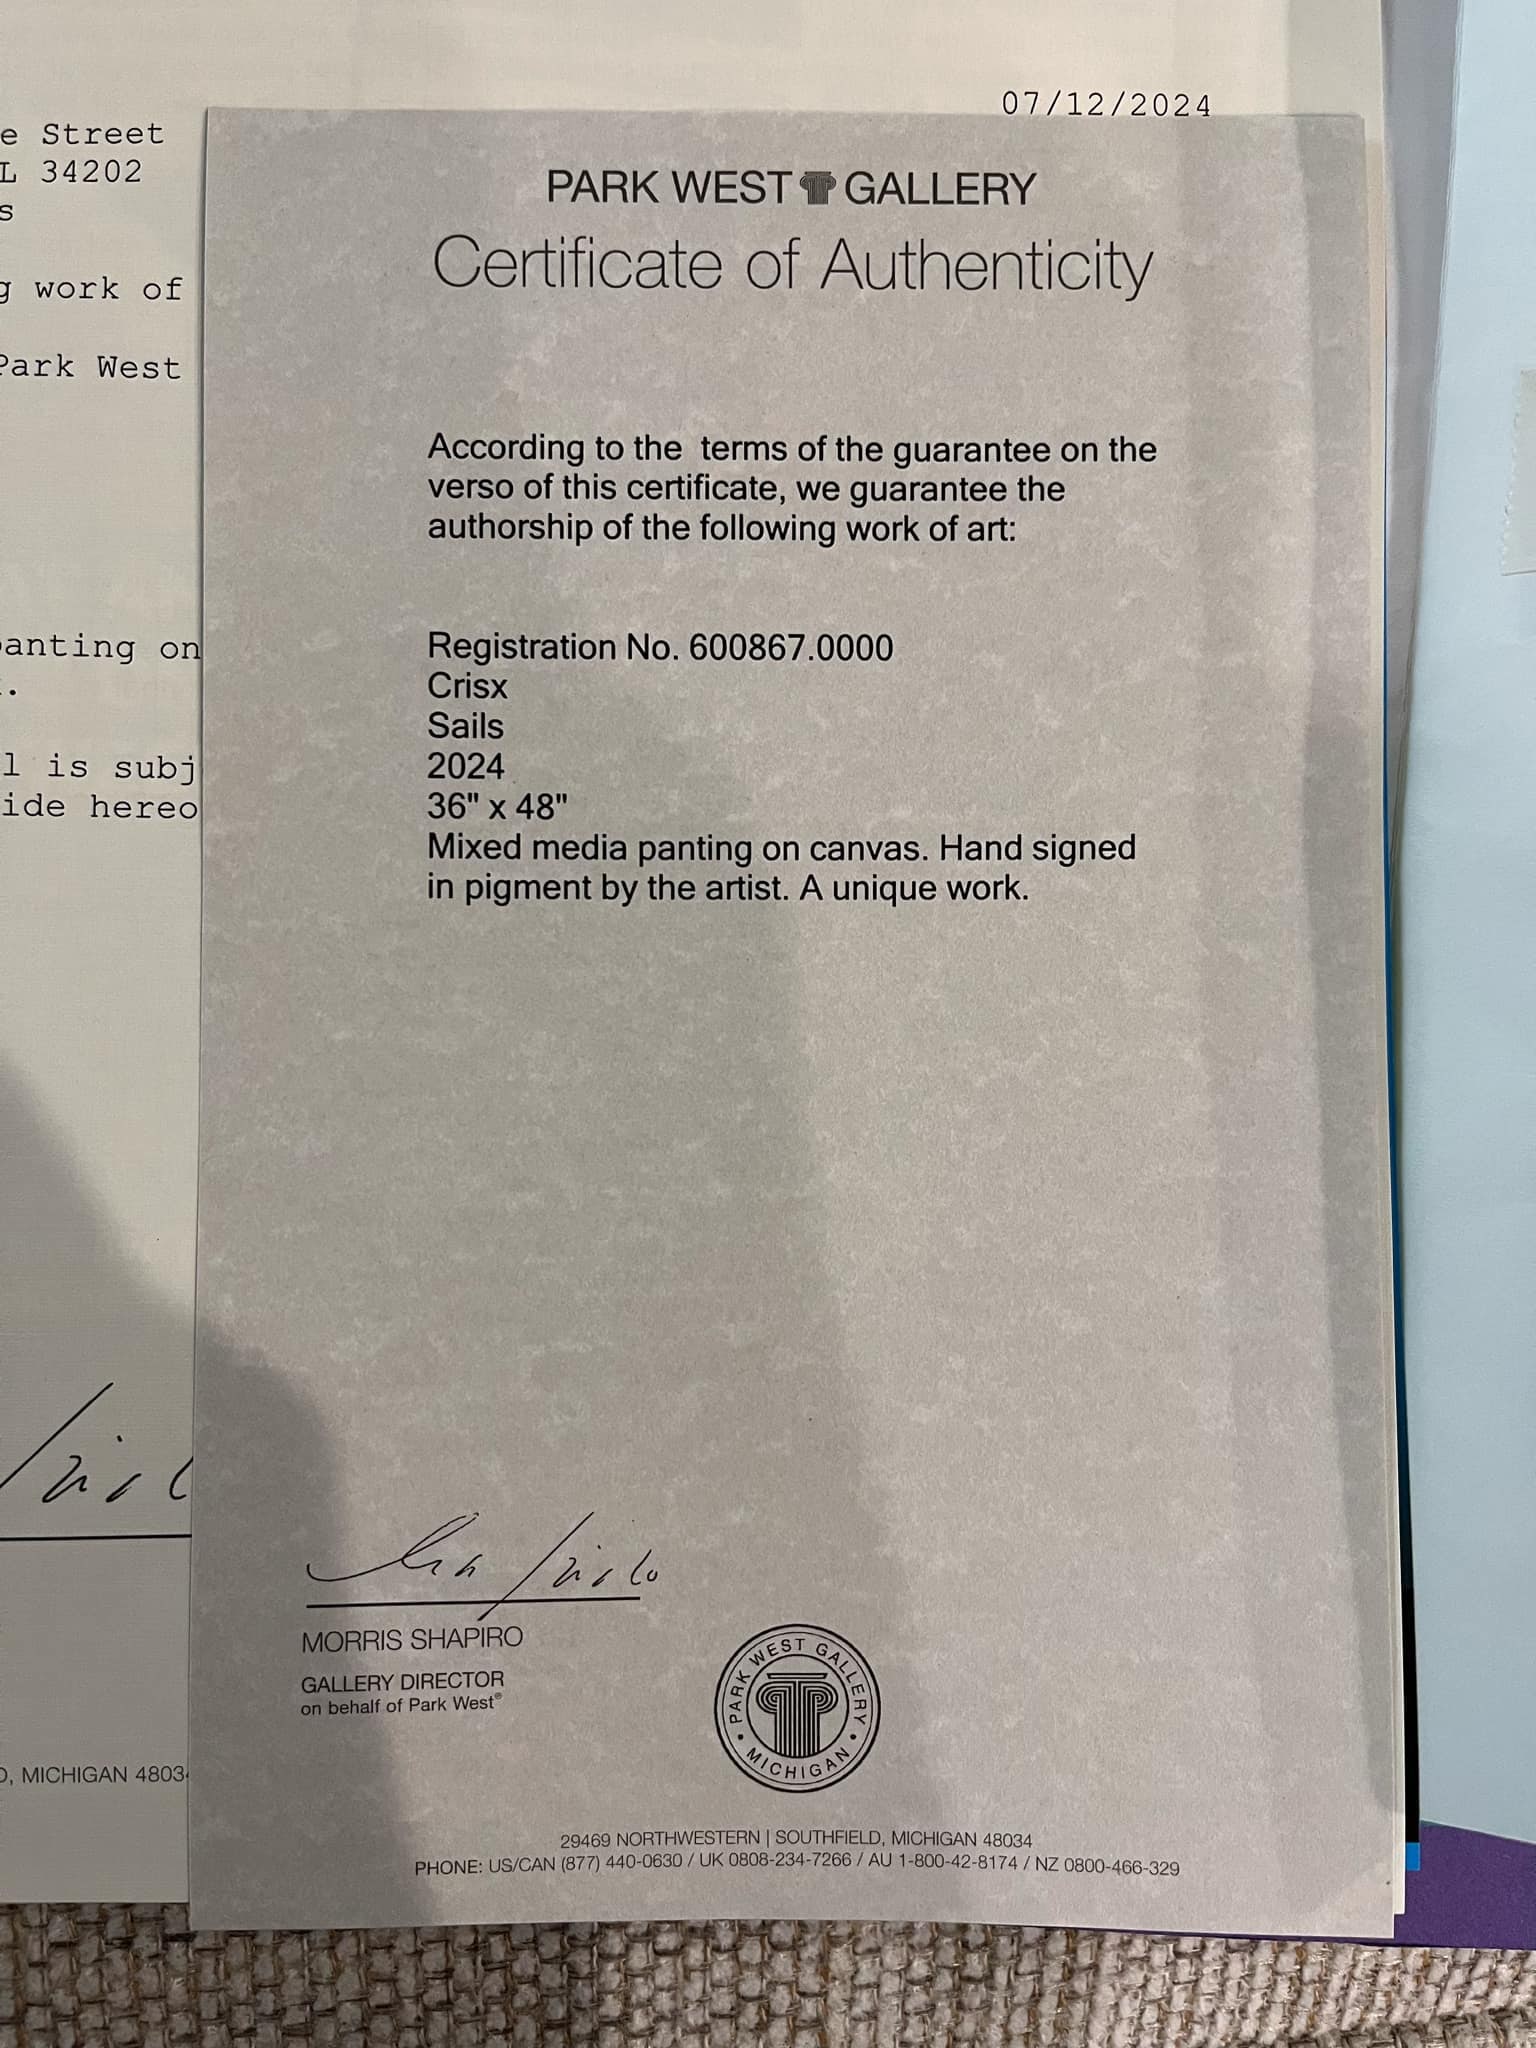 07/12/2024
e Street
L 34202
s
g work of
Park West
anting on
l is subj
ide hereo
D, MICHIGAN 48034
PARK WEST GALLERY
Certificate of Authenticity
According to the terms of the guarantee on the
verso of this certificate, we guarantee the
authorship of the following work of art:
Registration No. 600867.0000
Crisx
Sails
2024
36" x 48"
Mixed media panting on canvas. Hand signed
in pigment by the artist. A unique work.
MORRIS SHAPIRO
GALLERY DIRECTOR
on behalf of Park West®
PARK WEST GALLERY • MICHIGAN •
29469 NORTHWESTERN | SOUTHFIELD, MICHIGAN 48034
PHONE: US/CAN (877) 440-0630 / UK 0808-234-7266 / AU 1-800-42-8174 / NZ 0800-466-329